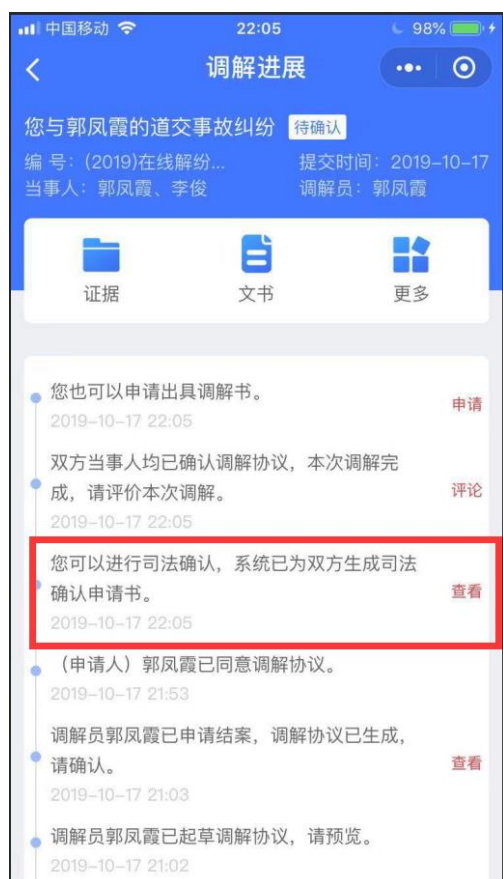 中国移动 22:05 98%
调解进展
您与郭凤霞的道交事故纠纷 待确认
编 号：(2019)在线解纷... 提交时间：2019-10-17
当事人：郭凤霞、李俊 调解员：郭凤霞
证据 文书 更多
您也可以申请出具调解书。 申请
2019-10-17 22:05
双方当事人均已确认调解协议，本次调解完
成，请评价本次调解。 评论
2019-10-17 22:05
您可以进行司法确认，系统已为双方生成司法
确认申请书。 查看
2019-10-17 22:05
（申请人）郭凤霞已同意调解协议。
2019-10-17 21:53
调解员郭凤霞已申请结案，调解协议已生成，
请确认。 查看
2019-10-17 21:03
调解员郭凤霞已起草调解协议，请预览。
2019-10-17 21:02